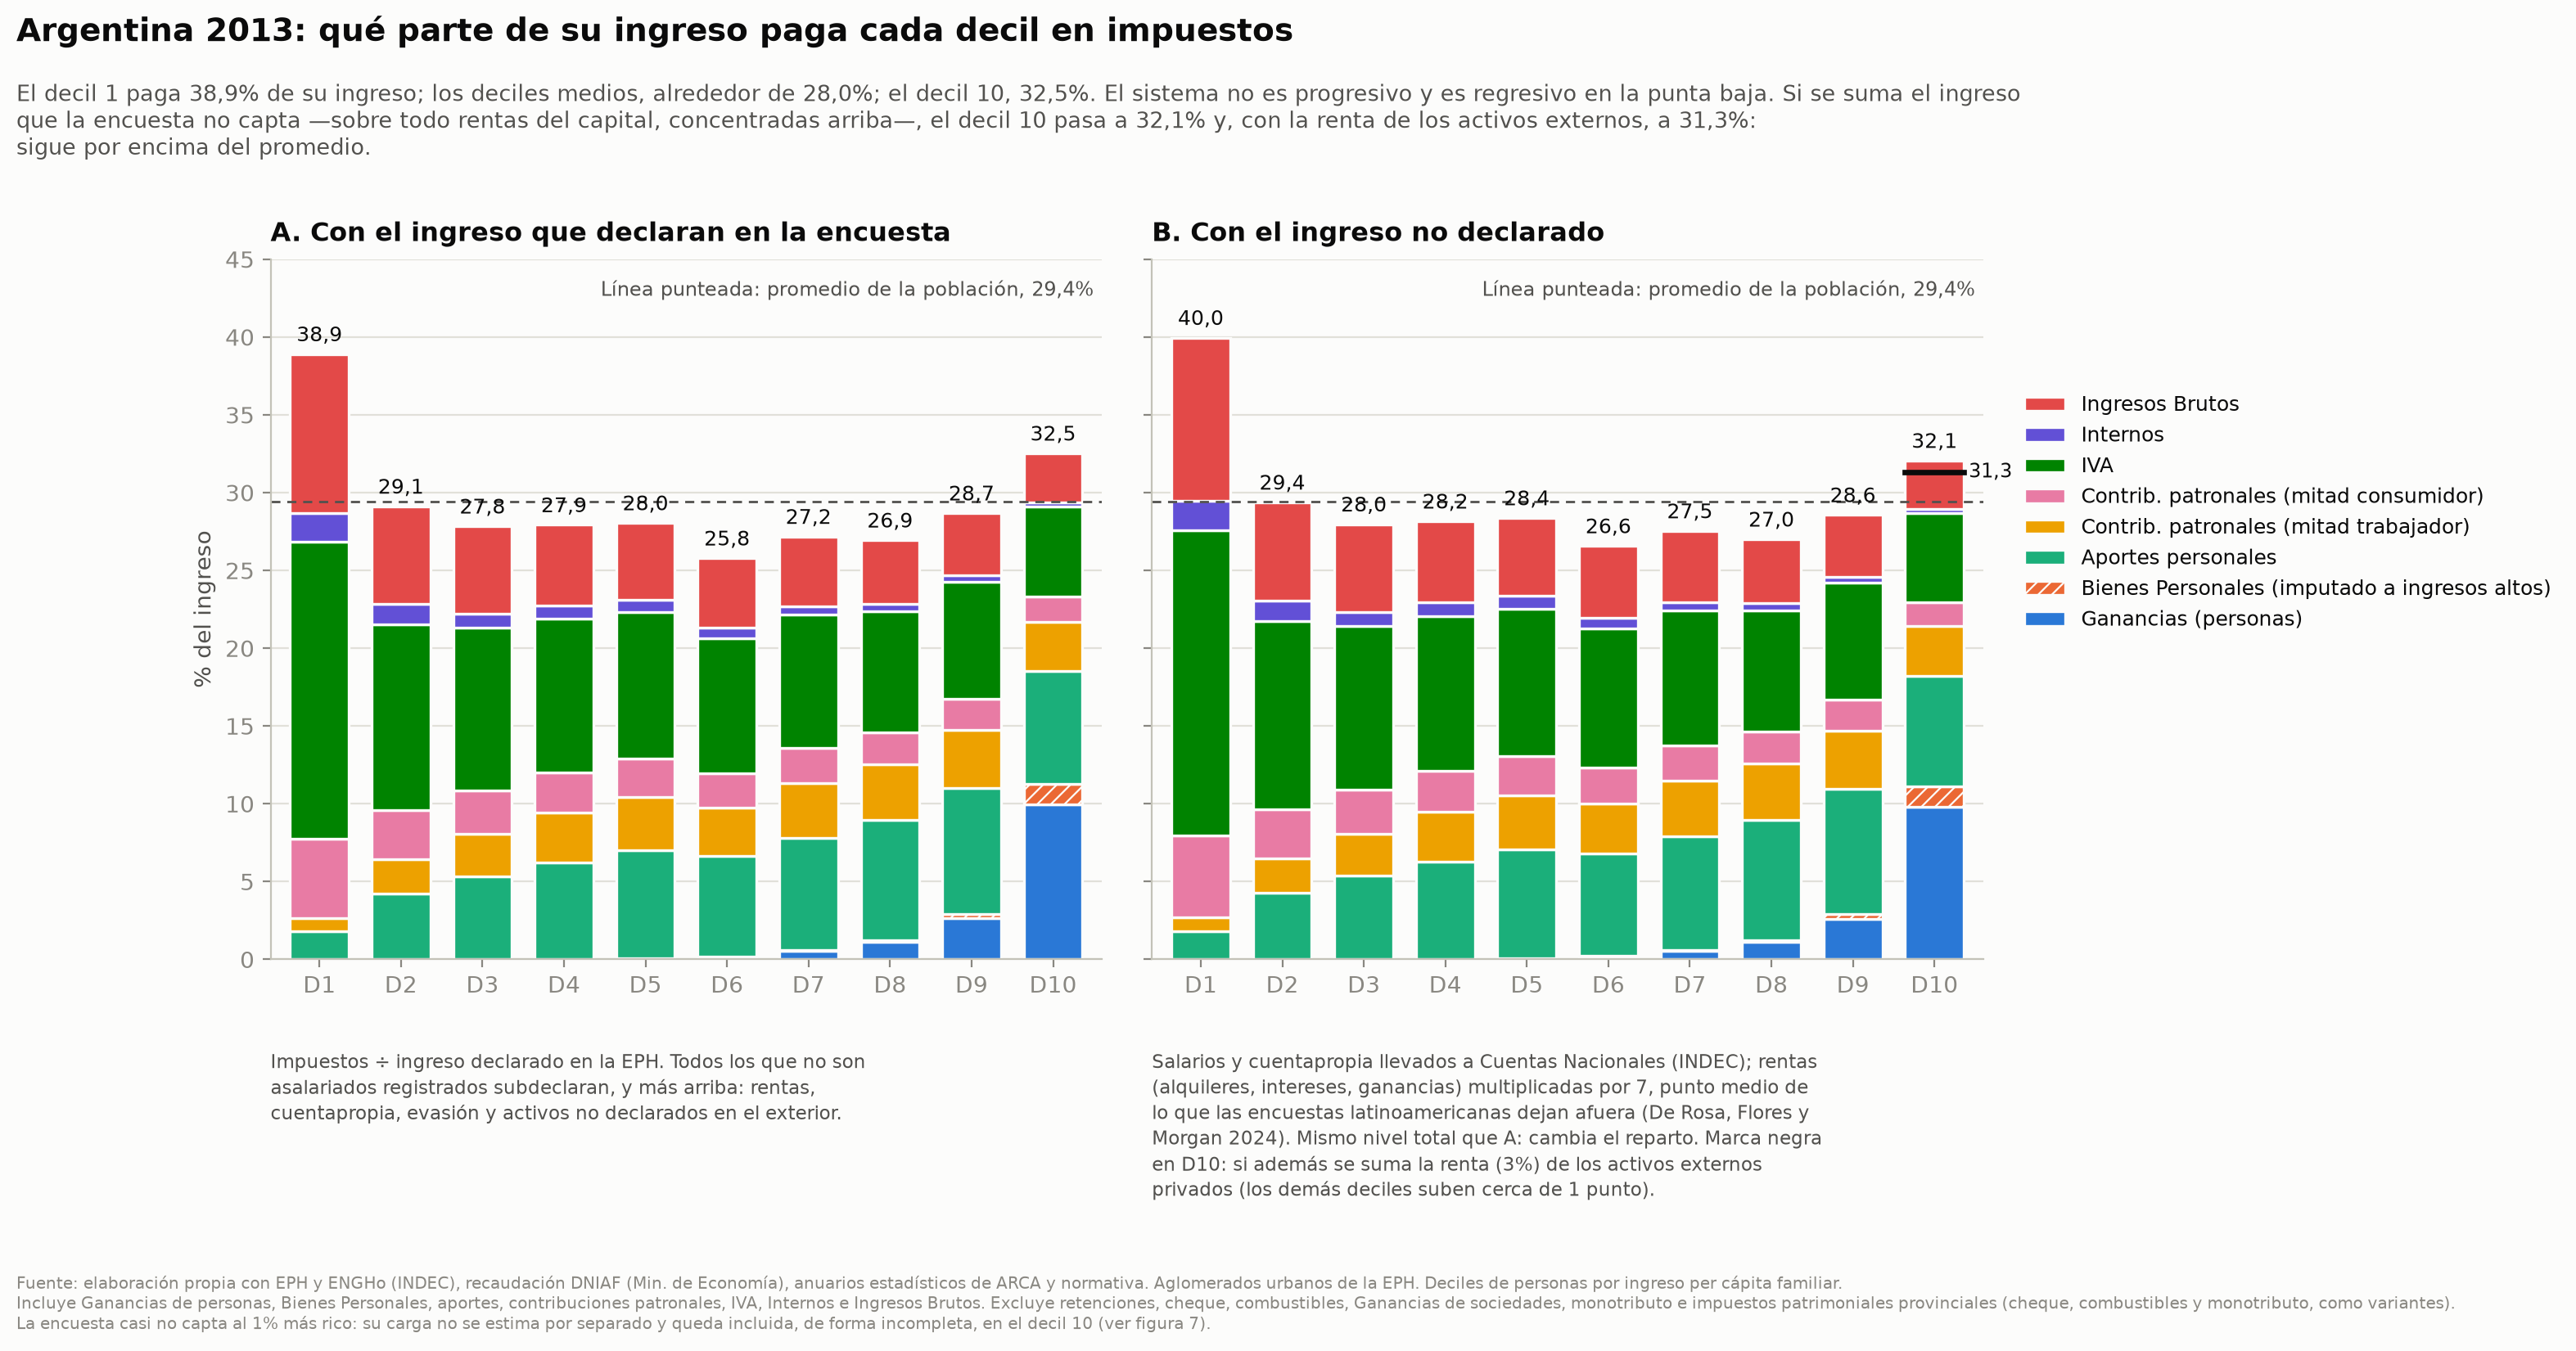 Argentina 2013: qué parte de su ingreso paga cada decil en impuestos
El decil 1 paga 38,9% de su ingreso; los deciles medios, alrededor de 28,0%; el decil 10, 32,5%. El sistema no es progresivo y es regresivo en la punta baja. Si se suma el ingreso
que la encuesta no capta —sobre todo rentas del capital, concentradas arriba—, el decil 10 pasa a 32,1% y, con la renta de los activos externos, a 31,3%:
sigue por encima del promedio.
A. Con el ingreso que declaran en la encuesta
Línea punteada: promedio de la población, 29,4%
% del ingreso
45
40
35
30
25
20
15
10
5
0
38,9
29,1
27,8
27,9
28,0
25,8
27,2
26,9
28,7
32,5
D1 D2 D3 D4 D5 D6 D7 D8 D9 D10
Impuestos ÷ ingreso declarado en la EPH. Todos los que no son
asalariados registrados subdeclaran, y más arriba: rentas,
cuentapropia, evasión y activos no declarados en el exterior.
B. Con el ingreso no declarado
Línea punteada: promedio de la población, 29,4%
40,0
29,4
28,0
28,2
28,4
26,6
27,5
27,0
28,6
32,1
31,3
D1 D2 D3 D4 D5 D6 D7 D8 D9 D10
Salarios y cuentapropia llevados a Cuentas Nacionales (INDEC); rentas
(alquileres, intereses, ganancias) multiplicadas por 7, punto medio de
lo que las encuestas latinoamericanas dejan afuera (De Rosa, Flores y
Morgan 2024). Mismo nivel total que A: cambia el reparto. Marca negra
en D10: si además se suma la renta (3%) de los activos externos
privados (los demás deciles suben cerca de 1 punto).
Ingresos Brutos
Internos
IVA
Contrib. patronales (mitad consumidor)
Contrib. patronales (mitad trabajador)
Aportes personales
Bienes Personales (imputado a ingresos altos)
Ganancias (personas)
Fuente: elaboración propia con EPH y ENGHo (INDEC), recaudación DNIAF (Min. de Economía), anuarios estadísticos de ARCA y normativa. Aglomerados urbanos de la EPH. Deciles de personas por ingreso per cápita familiar.
Incluye Ganancias de personas, Bienes Personales, aportes, contribuciones patronales, IVA, Internos e Ingresos Brutos. Excluye retenciones, cheque, combustibles, Ganancias de sociedades, monotributo e impuestos patrimoniales provinciales (cheque, combustibles y monotributo, como variantes).
La encuesta casi no capta al 1% más rico: su carga no se estima por separado y queda incluida, de forma incompleta, en el decil 10 (ver figura 7).